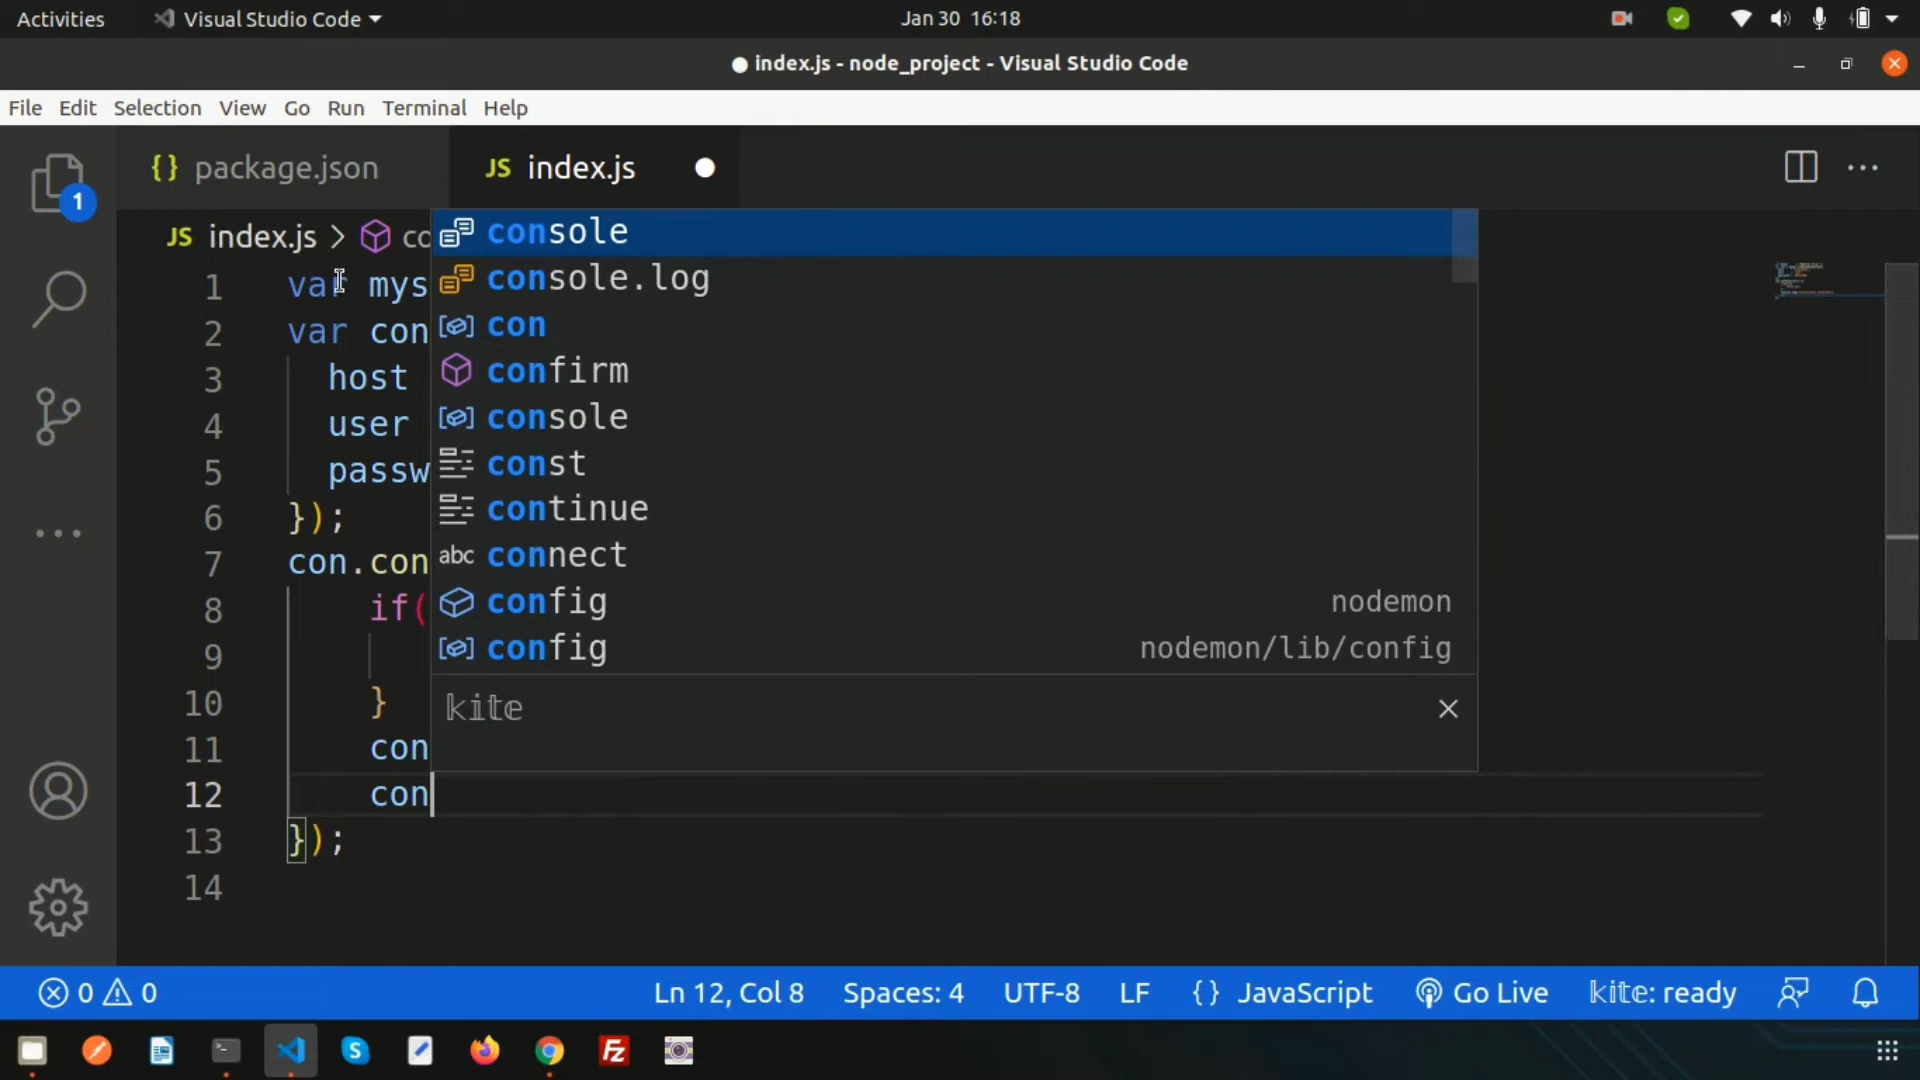 Activities Visual Studio Code Jan 30 16:18
index.js - node_project - Visual Studio Code
File Edit Selection View Go Run Terminal Help
{} package.json JS index.js
1
JS index.js > co
console
console.log
con
confirm
console
const
continue
connect
config nodemon
config nodemon/lib/config
kite
1 var mys
2 var con
3 host
4 user
5 passw
6 });
7 con.con
8 if(
9
10 }
11 con
12 con
13 });
14
abc
0 0 Ln 12, Col 8 Spaces: 4 UTF-8 LF {} JavaScript Go Live kite: ready